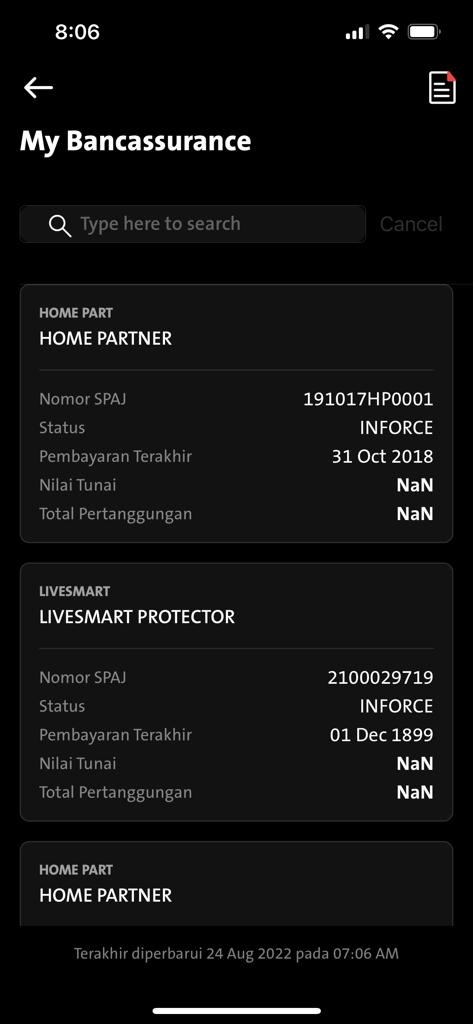 8:06
My Bancassurance
Type here to search Cancel
HOME PART
HOME PARTNER
Nomor SPAJ 191017HP0001
Status INFORCE
Pembayaran Terakhir 31 Oct 2018
Nilai Tunai NaN
Total Pertanggungan NaN
LIVESMART
LIVESMART PROTECTOR
Nomor SPAJ 2100029719
Status INFORCE
Pembayaran Terakhir 01 Dec 1899
Nilai Tunai NaN
Total Pertanggungan NaN
HOME PART
HOME PARTNER
Terakhir diperbarui 24 Aug 2022 pada 07:06 AM